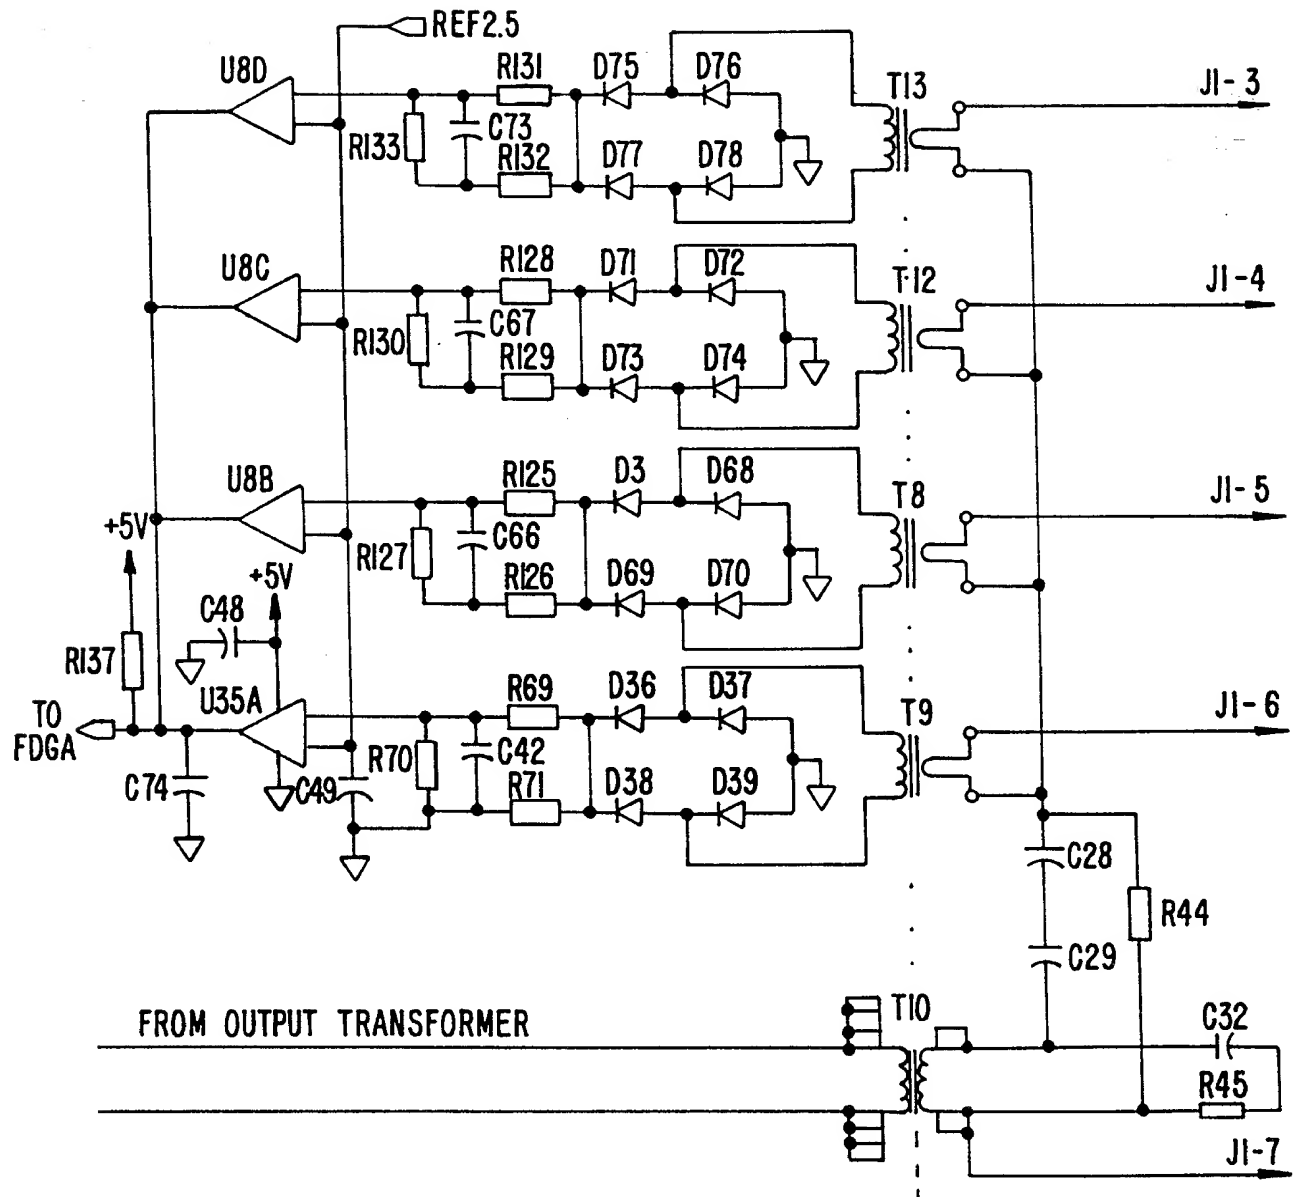 REF2.5
U8D
R131
D75
D76
T13
J1-3
R133
C73
R132
D77
D78
U8C
R128
D71
D72
T12
J1-4
R130
C67
R129
D73
D74
U8B
R125
D3
D68
T8
J1-5
+5V
R127
C66
R126
D69
D70
+5V
C48
R137
U35A
R69
D36
D37
T9
J1-6
TO
FDGA
R70
C42
C74
C49
R71
D38
D39
C28
R44
C29
T10
FROM OUTPUT TRANSFORMER
C32
R45
J1-7